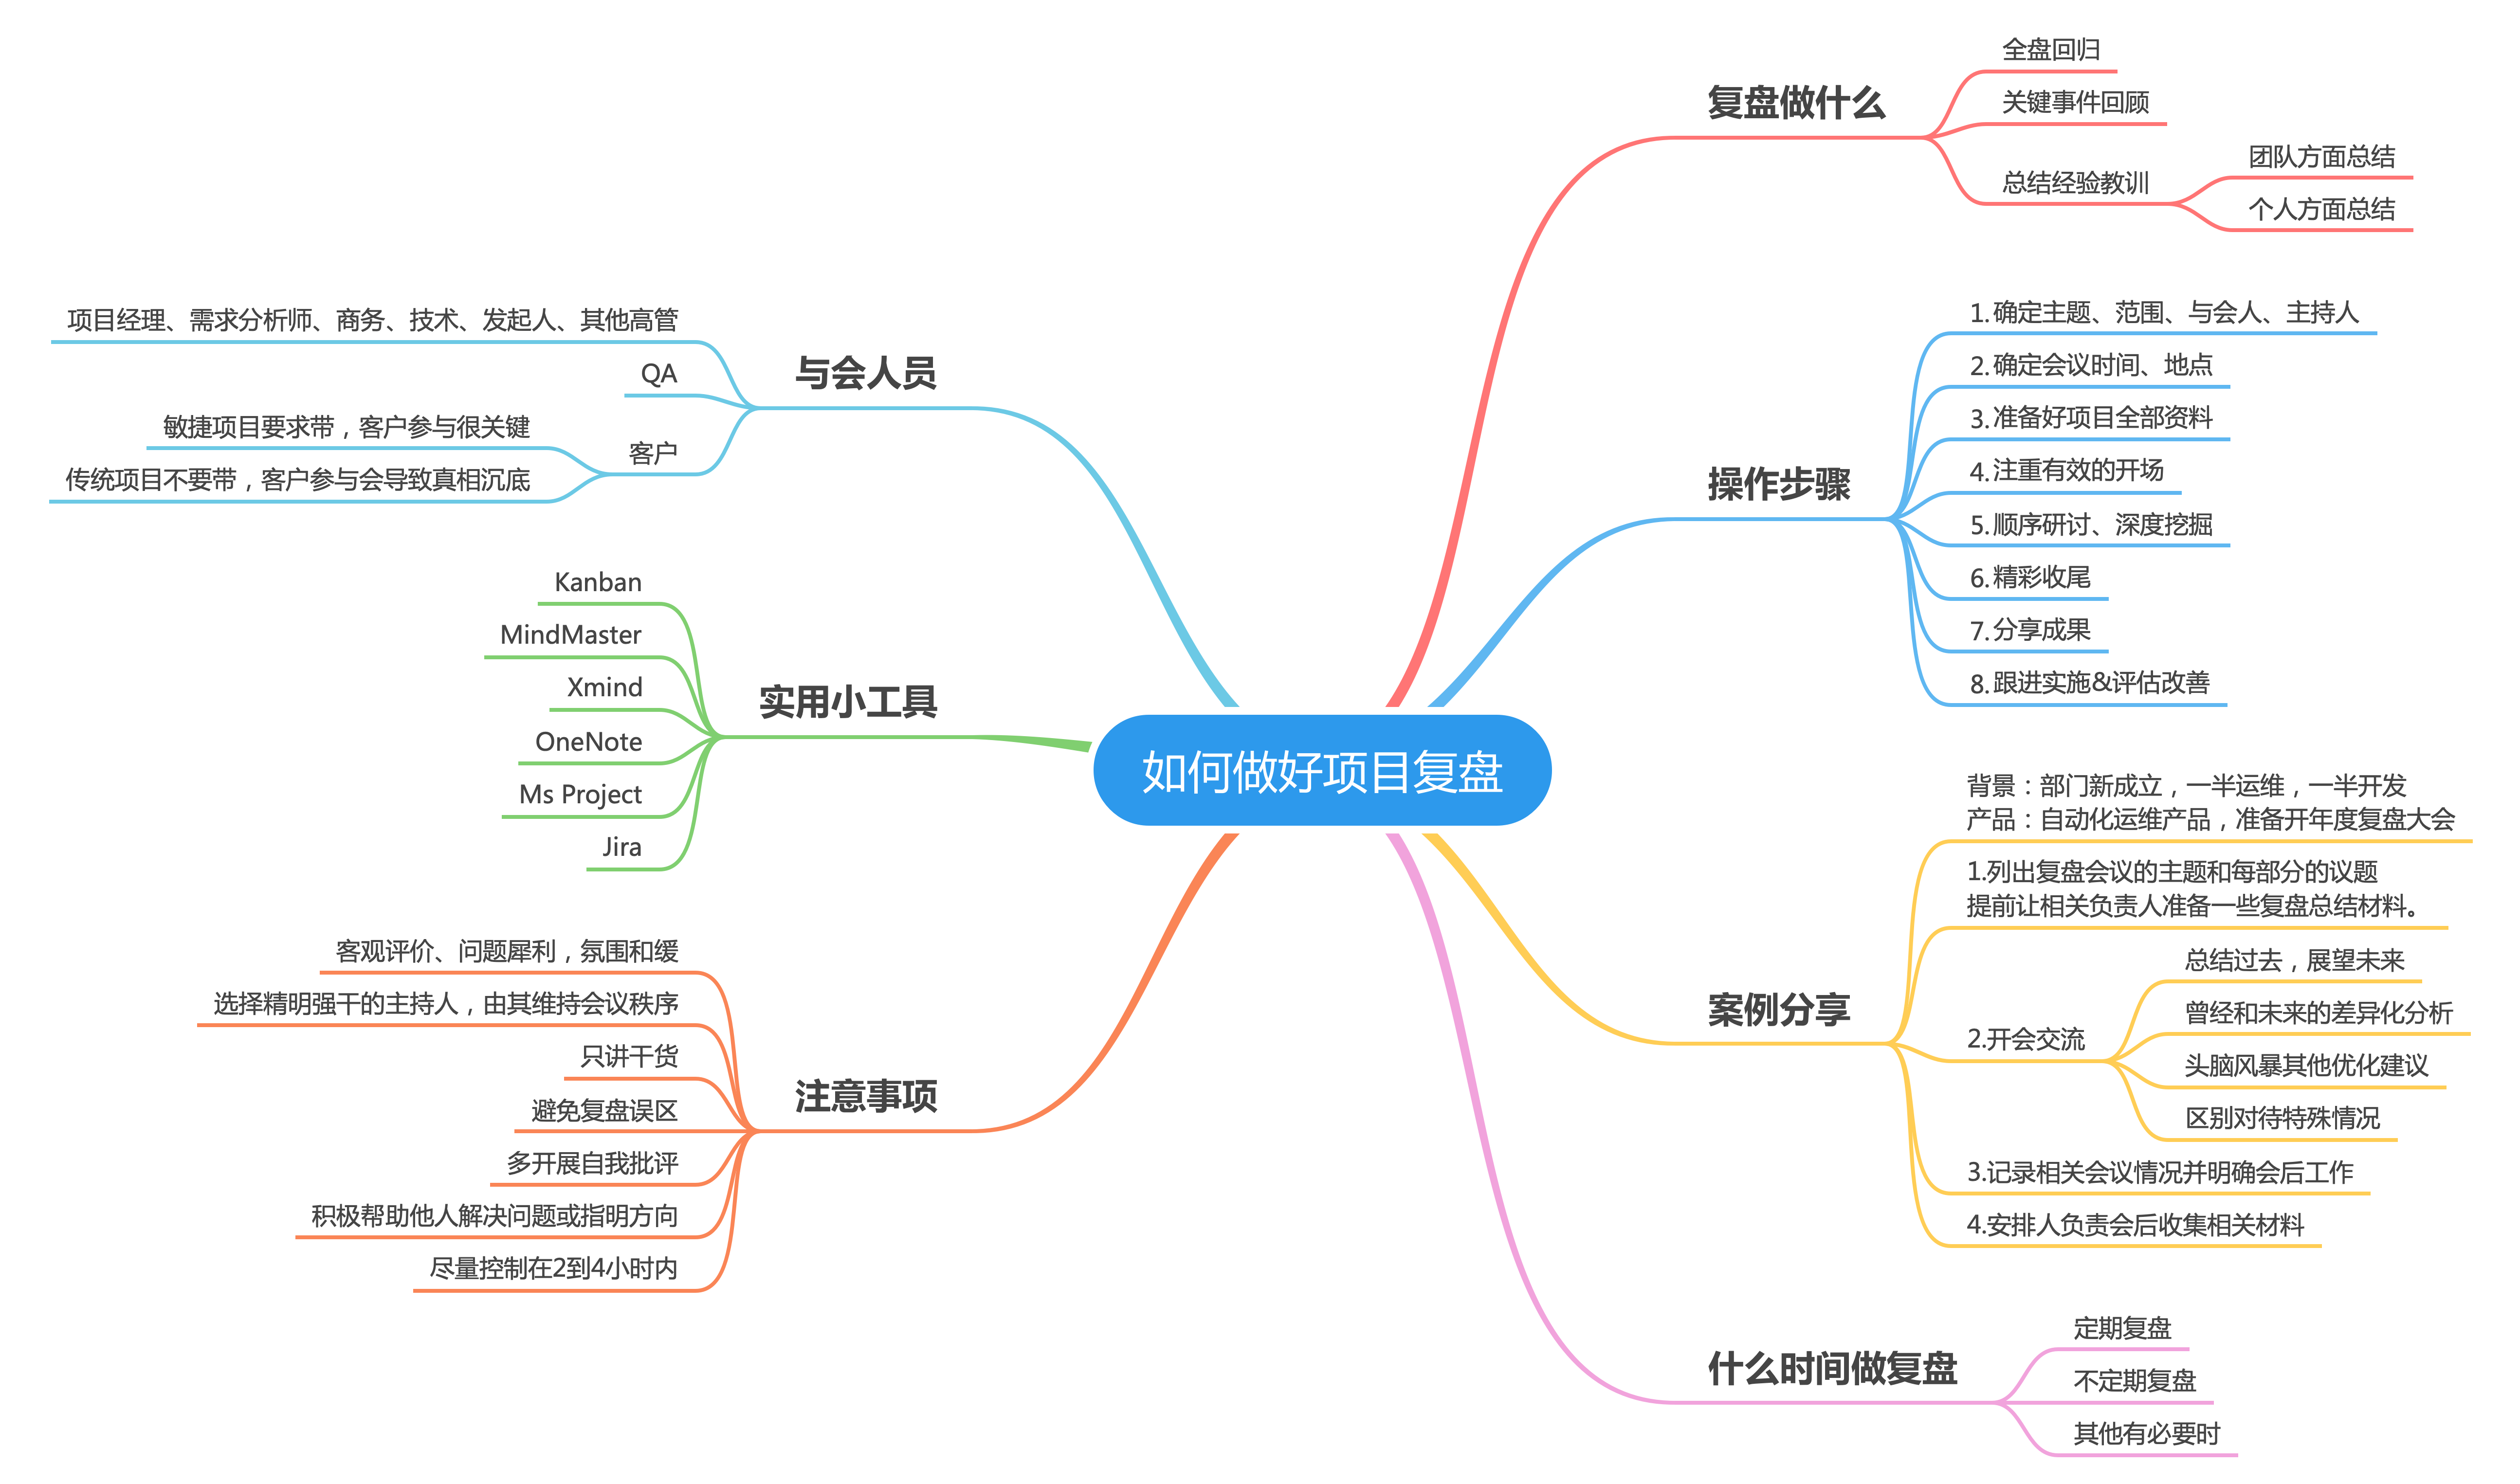 如何做好项目复盘
复盘做什么
全盘回归
关键事件回顾
总结经验教训
团队方面总结
个人方面总结
操作步骤
1. 确定主题、范围、与会人、主持人
2. 确定会议时间、地点
3. 准备好项目全部资料
4. 注重有效的开场
5. 顺序研讨、深度挖掘
6. 精彩收尾
7. 分享成果
8. 跟进实施&评估改善
案例分享
背景：部门新成立，一半运维，一半开发
产品：自动化运维产品，准备开年度复盘大会
1.列出复盘会议的主题和每部分的议题
提前让相关负责人准备一些复盘总结材料。
2.开会交流
总结过去，展望未来
曾经和未来的差异化分析
头脑风暴其他优化建议
区别对待特殊情况
3.记录相关会议情况并明确会后工作
4.安排人负责会后收集相关材料
什么时间做复盘
定期复盘
不定期复盘
其他有必要时
与会人员
项目经理、需求分析师、商务、技术、发起人、其他高管
QA
客户
敏捷项目要求带，客户参与很关键
传统项目不要带，客户参与会导致真相沉底
实用小工具
Kanban
MindMaster
Xmind
OneNote
Ms Project
Jira
注意事项
客观评价、问题犀利，氛围和缓
选择精明强干的主持人，由其维持会议秩序
只讲干货
避免复盘误区
多开展自我批评
积极帮助他人解决问题或指明方向
尽量控制在2到4小时内